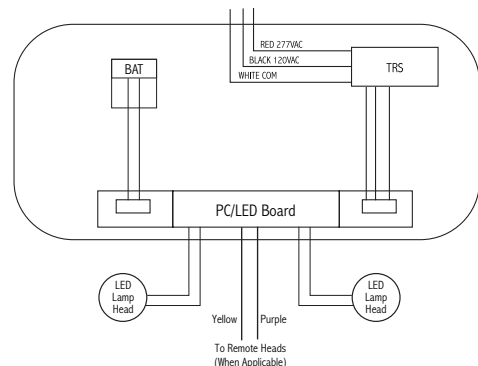 RED 277VAC
BLACK 120VAC
WHITE COM
TRS
BAT
PC/LED Board
LED
Lamp
Head
LED
Lamp
Head
Yellow
Purple
To Remote Heads
(When Applicable)